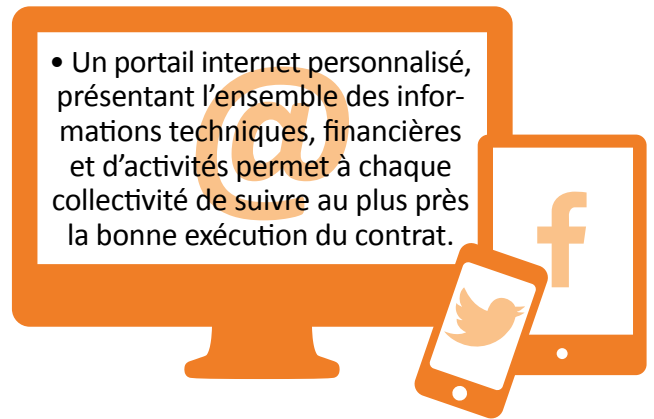 • Un portail internet personnalisé,
présentant l’ensemble des infor-
mations techniques, financières
et d’activités permet à chaque
collectivité de suivre au plus près
la bonne exécution du contrat.
@
f